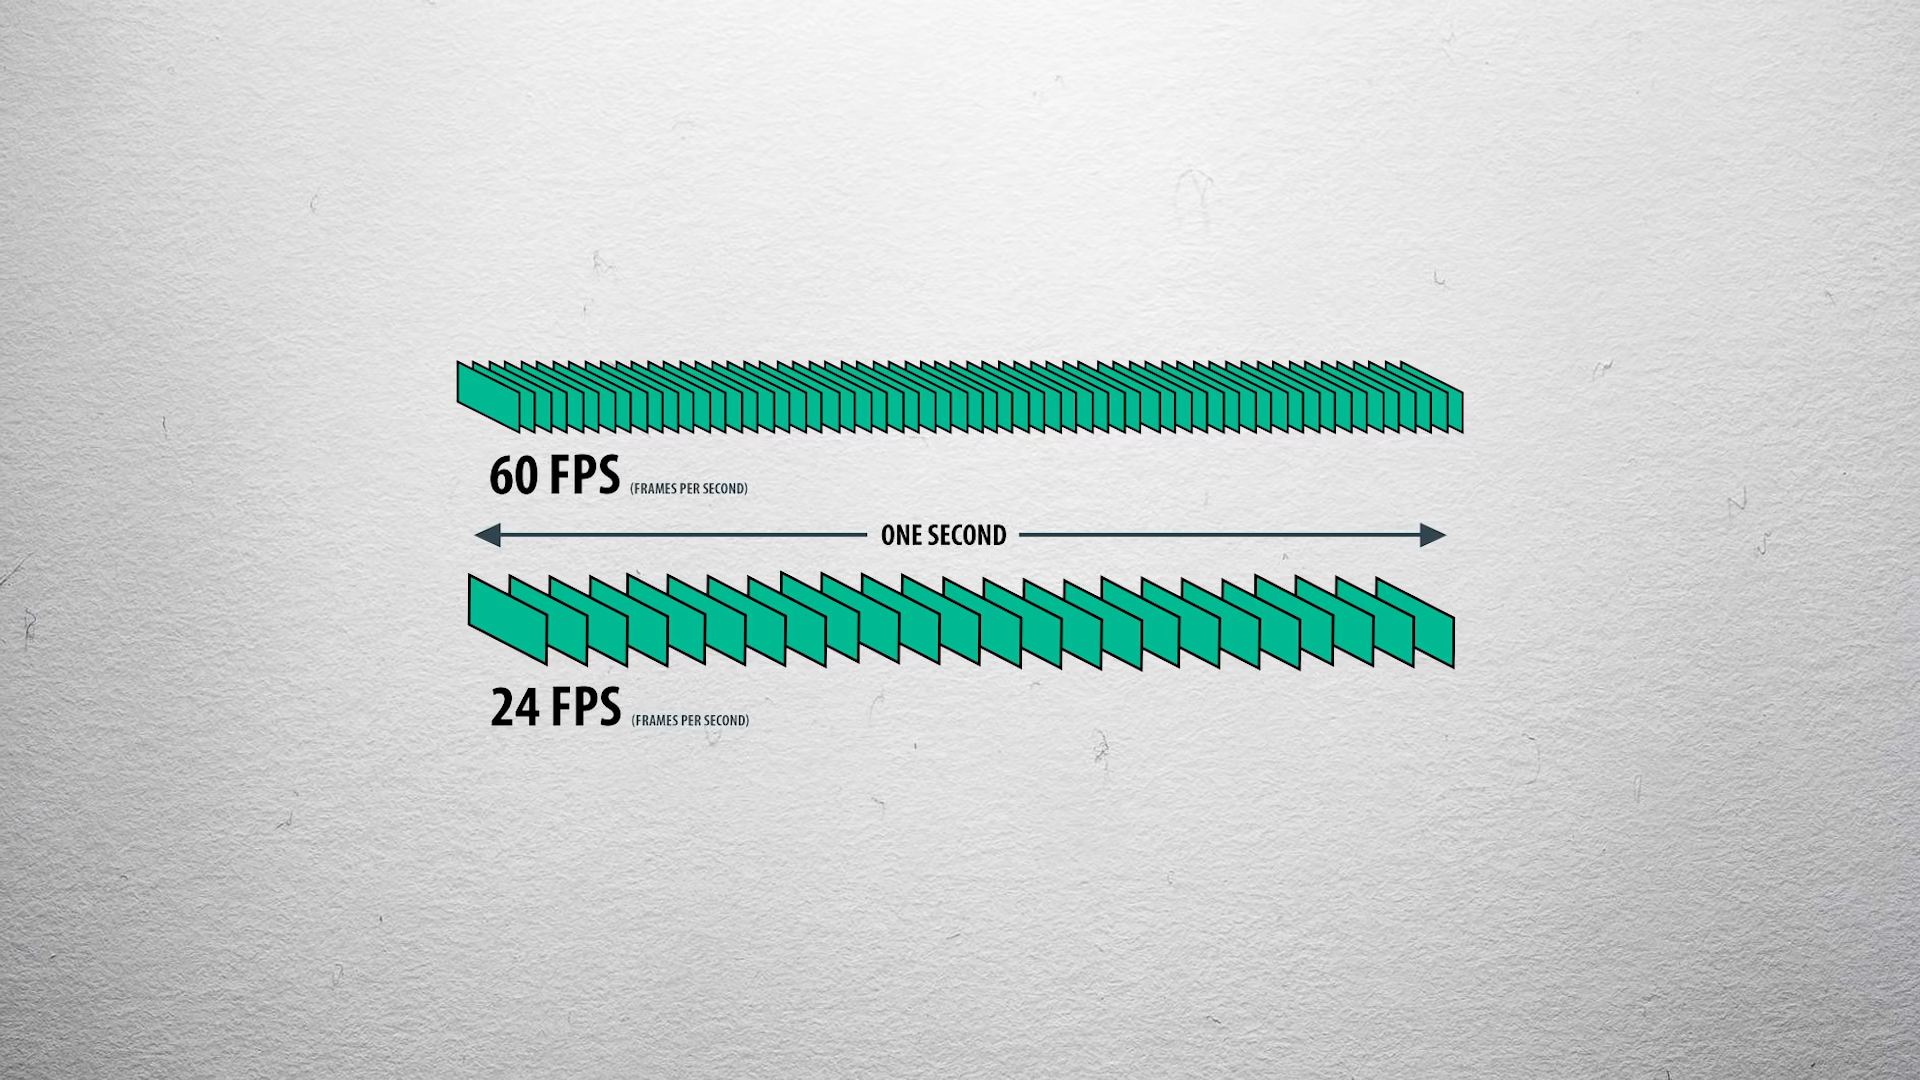 60 FPS (FRAMES PER SECOND)
ONE SECOND
24 FPS (FRAMES PER SECOND)